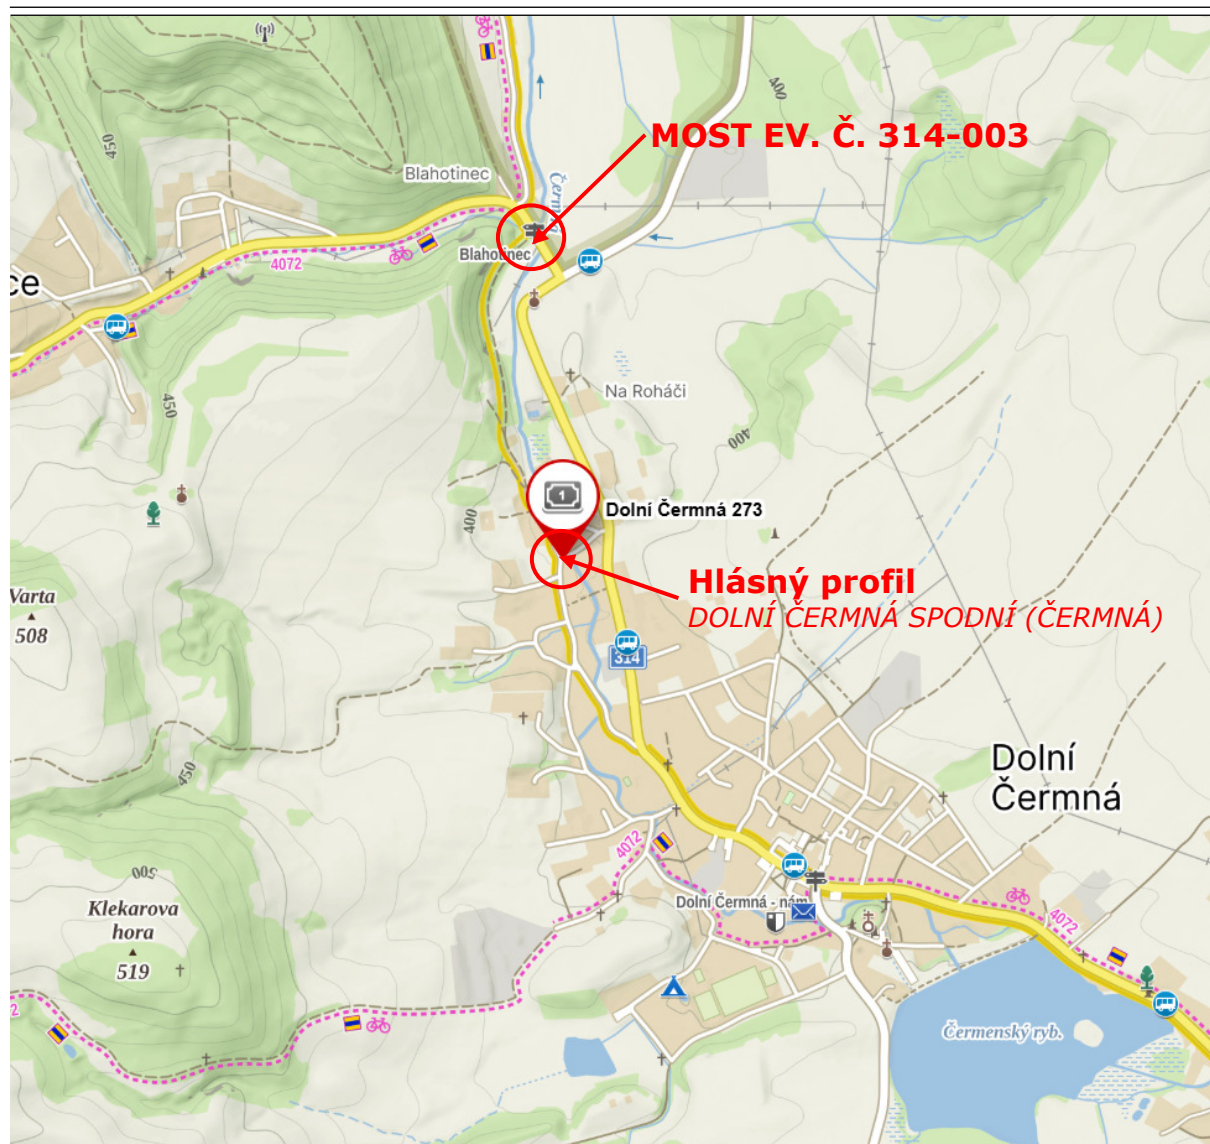 400
450
MOST EV. Č. 314-003
Blahotinec
Blahotinec
4072
ce
450
Na Roháči
400
Dolní Čermná 273
400
Hlásný profil
DOLNÍ ČERMNÁ SPODNÍ (ČERMNÁ)
Varta
508
314
450
Dolní
Čermná
4072
500
Klekarova
hora
519
Dolní Čermná - nám.
4072
Čermenský ryb.